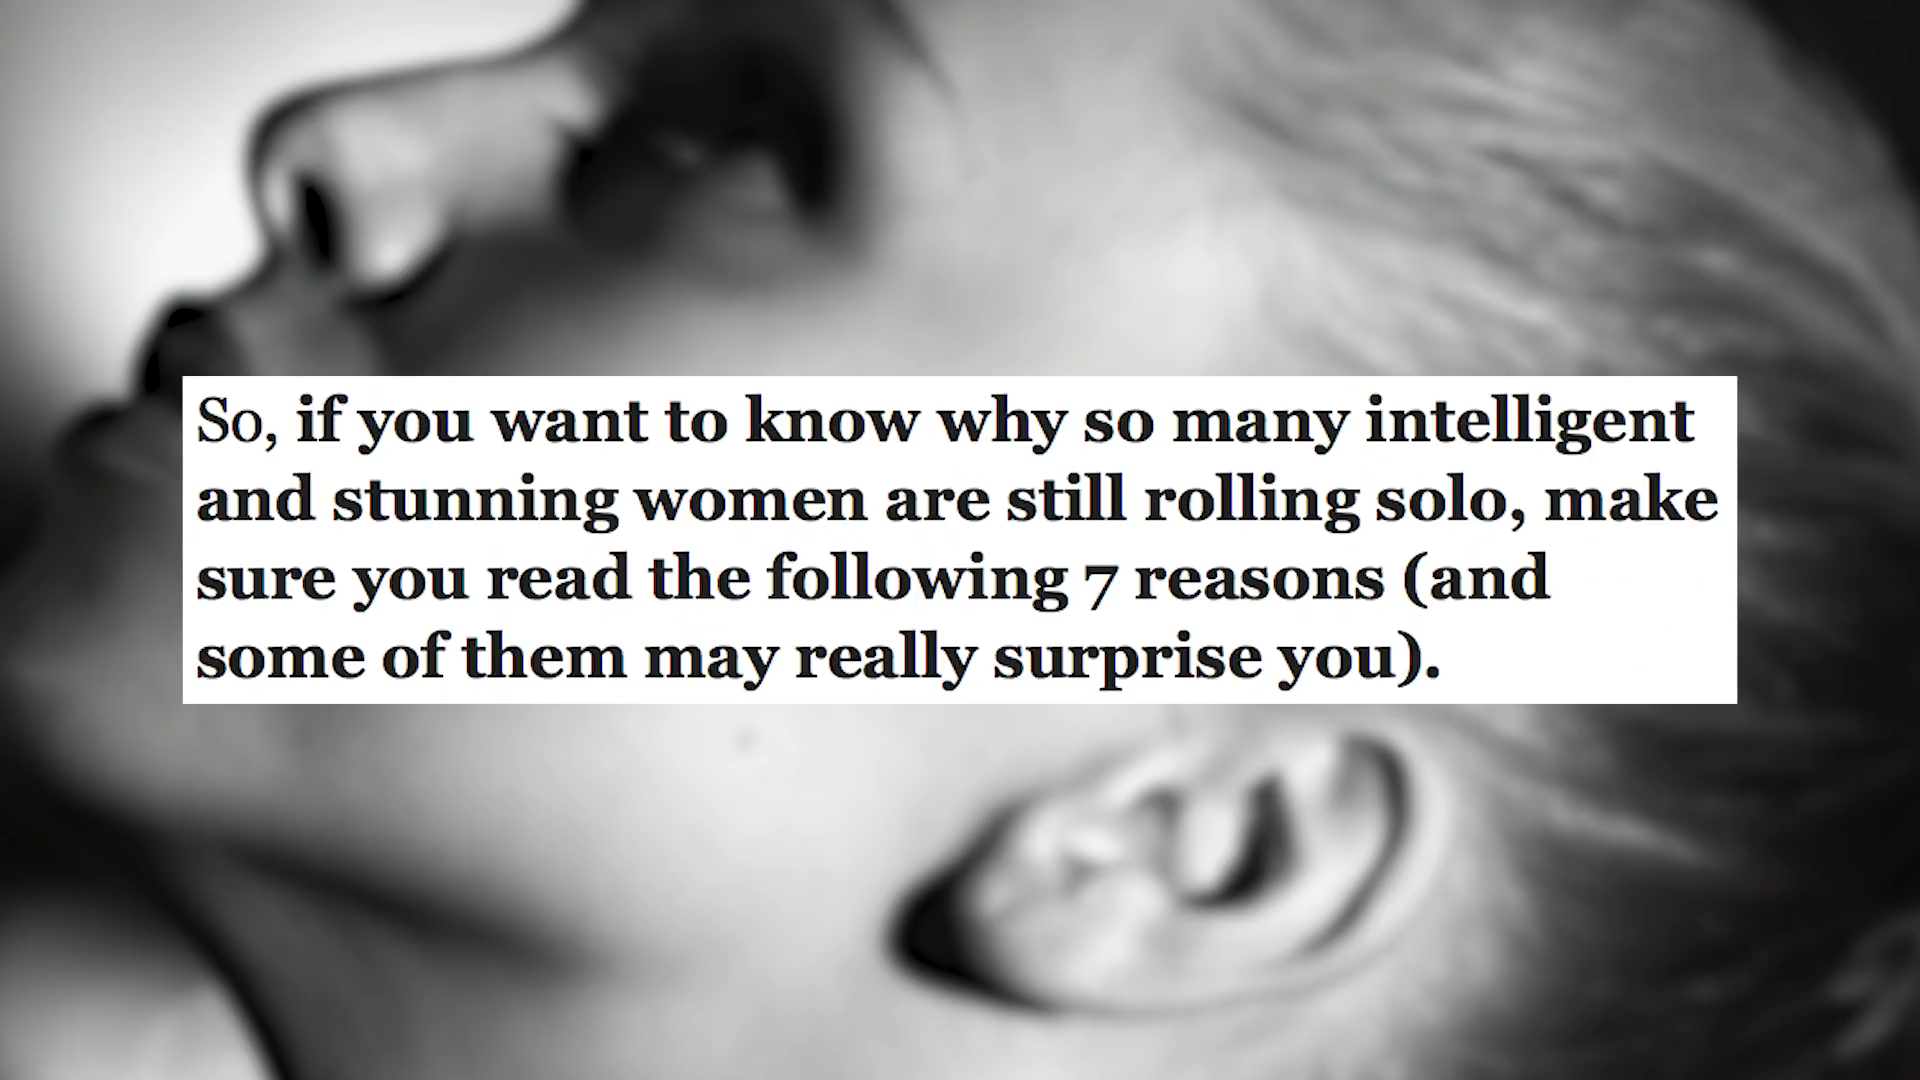 So, if you want to know why so many intelligent
and stunning women are still rolling solo, make
sure you read the following 7 reasons (and
some of them may really surprise you).